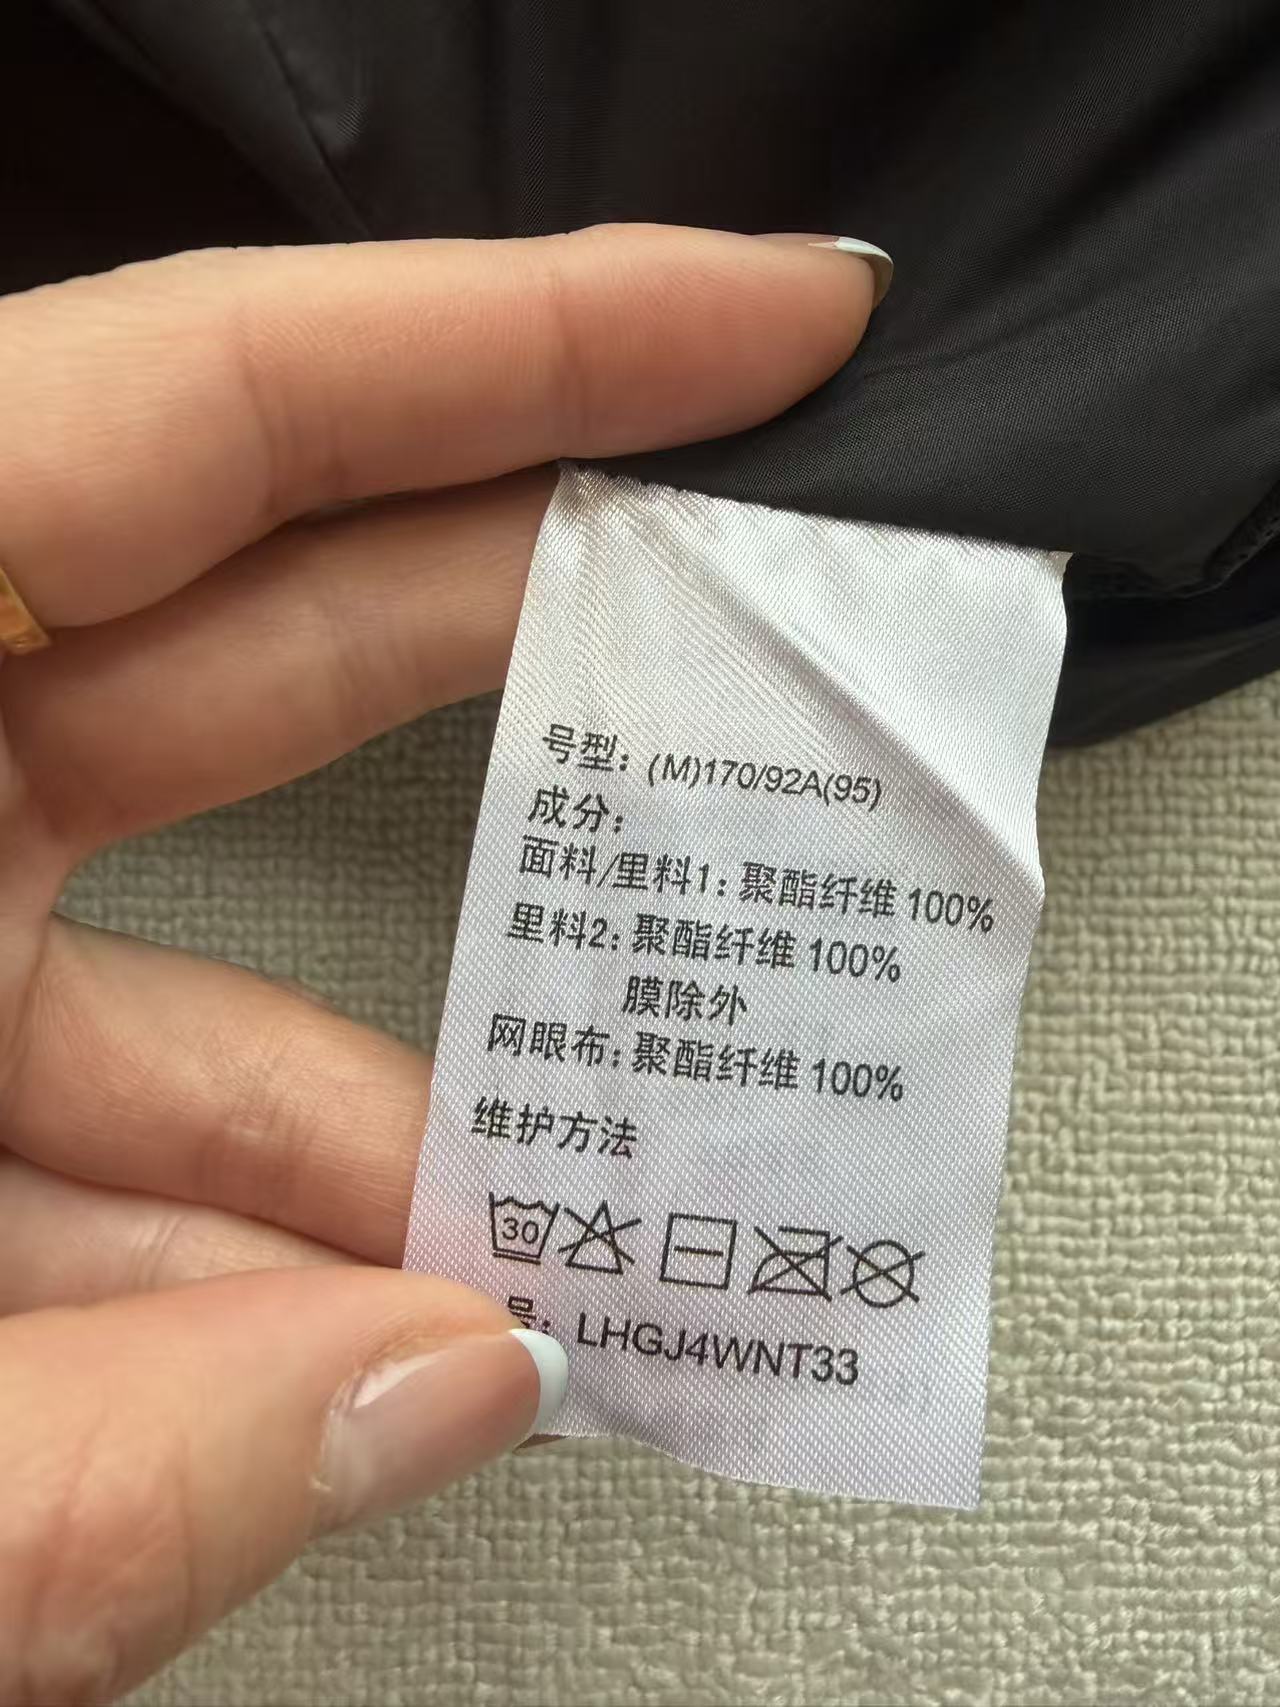 号型：(M)170/92A(95)
成分：
面料/里料1：聚酯纤维 100%
里料2：聚酯纤维 100%
膜除外
网眼布：聚酯纤维 100%
维护方法
30
号：LHGJ4WNT33